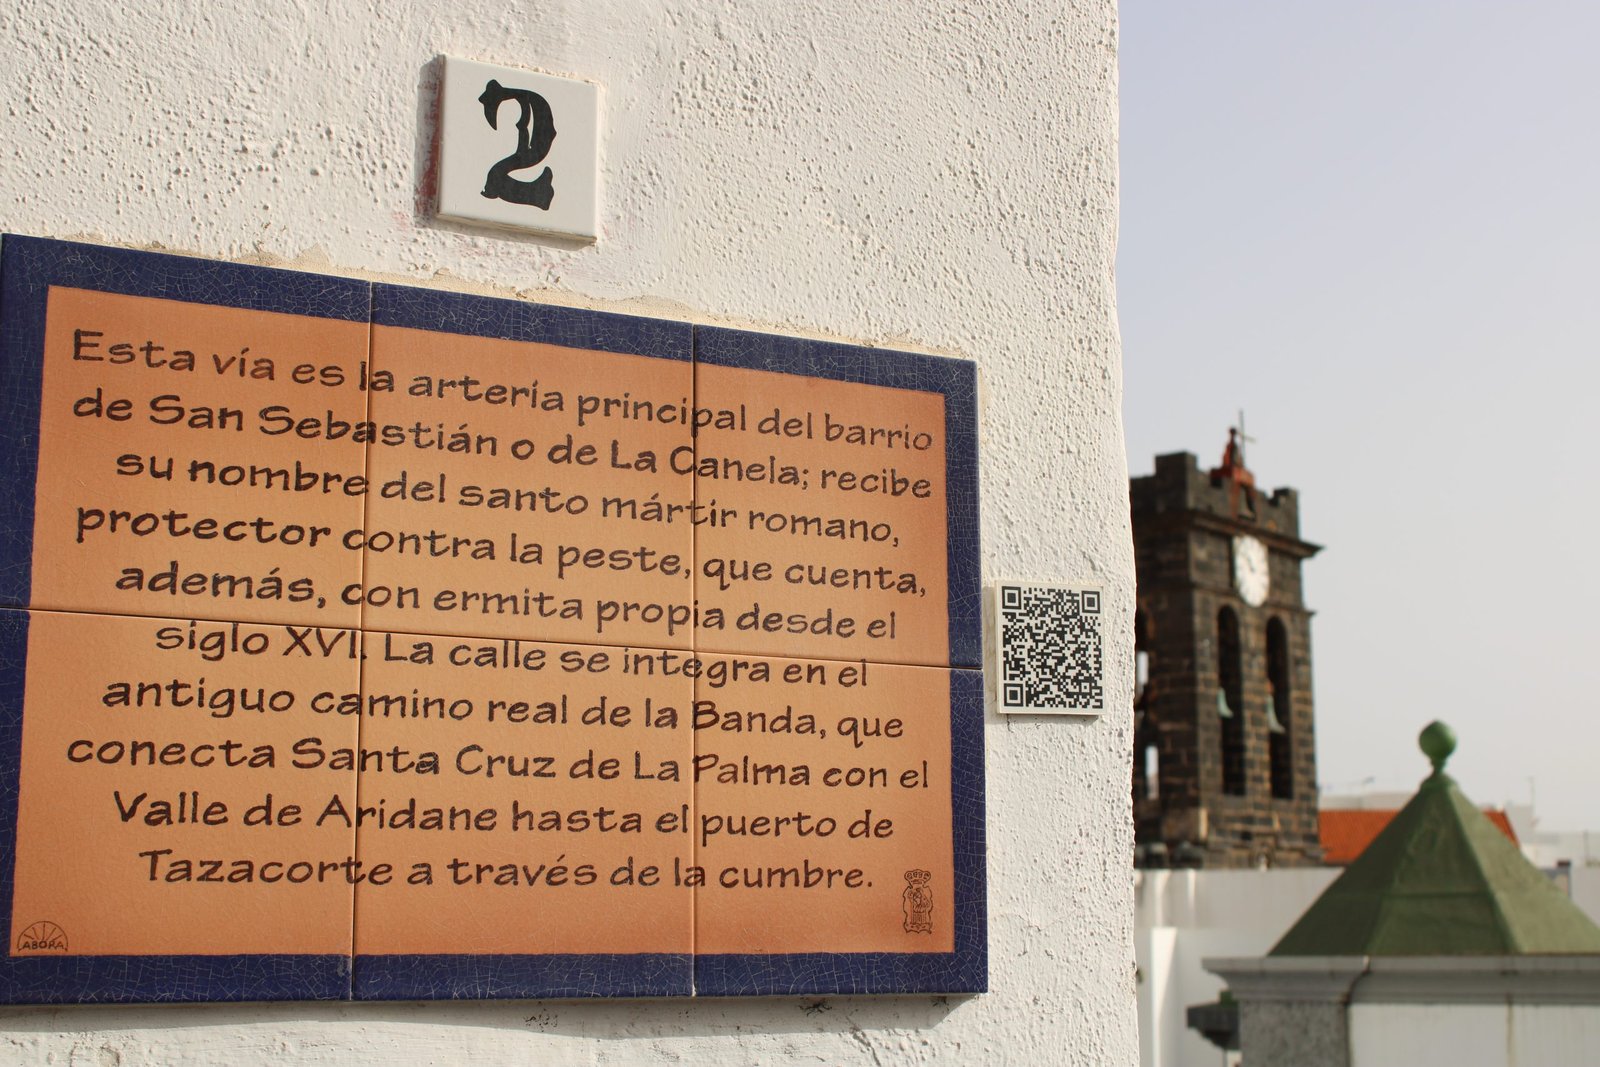 2
Esta vía es la arteria principal del barrio
de San Sebastián o de La Canela; recibe
su nombre del santo mártir romano,
protector contra la peste, que cuenta,
además, con ermita propia desde el
siglo XVI. La calle se integra en el
antiguo camino real de la Banda, que
conecta Santa Cruz de La Palma con el
Valle de Aridane hasta el puerto de
Tazacorte a través de la cumbre.
ABORA